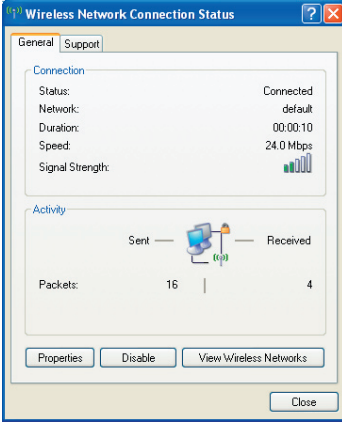 Wireless Network Connection Status
General Support
Connection
Status: Connected
Network: default
Duration: 00:00:10
Speed: 24.0 Mbps
Signal Strength:
Activity
Sent Received
Packets: 16 4
Properties Disable View Wireless Networks
Close